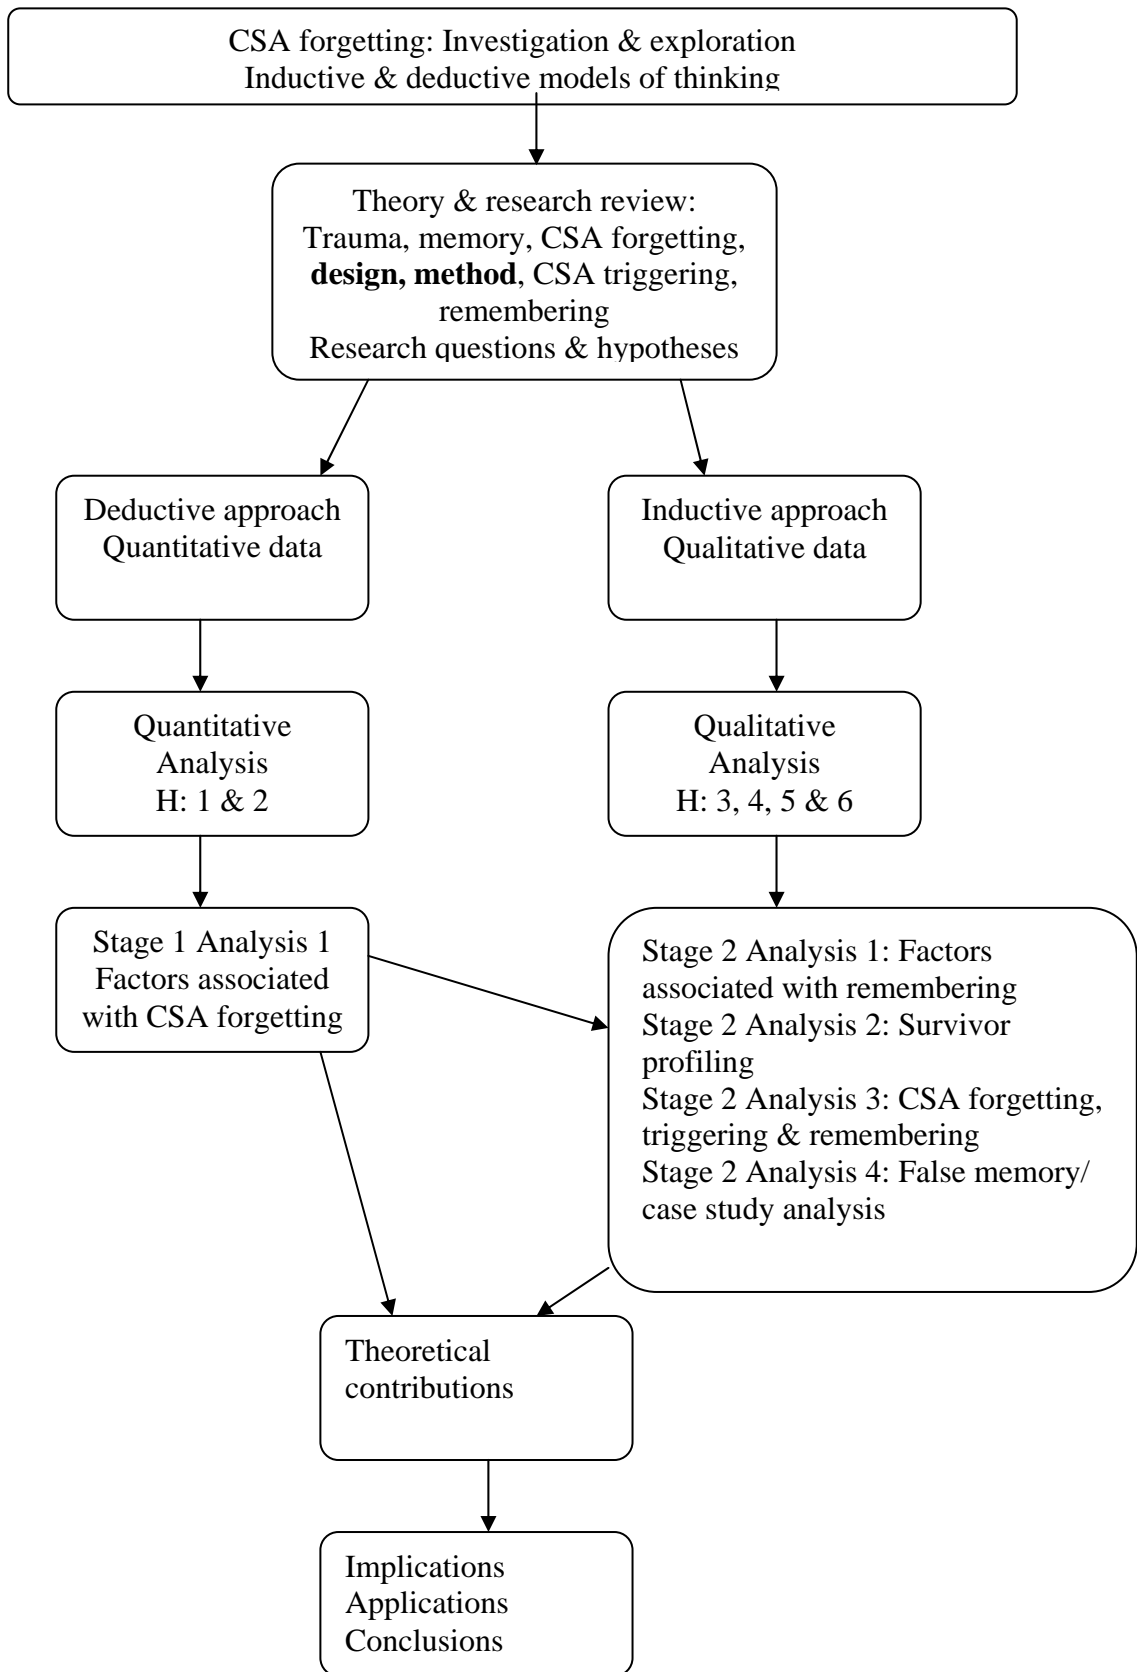 CSA forgetting: Investigation & exploration
Inductive & deductive models of thinking
Theory & research review:
Trauma, memory, CSA forgetting,
design, method, CSA triggering,
remembering
Research questions & hypotheses
Deductive approach
Quantitative data
Inductive approach
Qualitative data
Quantitative
Analysis
H: 1 & 2
Qualitative
Analysis
H: 3, 4, 5 & 6
Stage 1 Analysis 1
Factors associated
with CSA forgetting
Stage 2 Analysis 1: Factors
associated with remembering
Stage 2 Analysis 2: Survivor
profiling
Stage 2 Analysis 3: CSA forgetting,
triggering & remembering
Stage 2 Analysis 4: False memory/
case study analysis
Theoretical
contributions
Implications
Applications
Conclusions